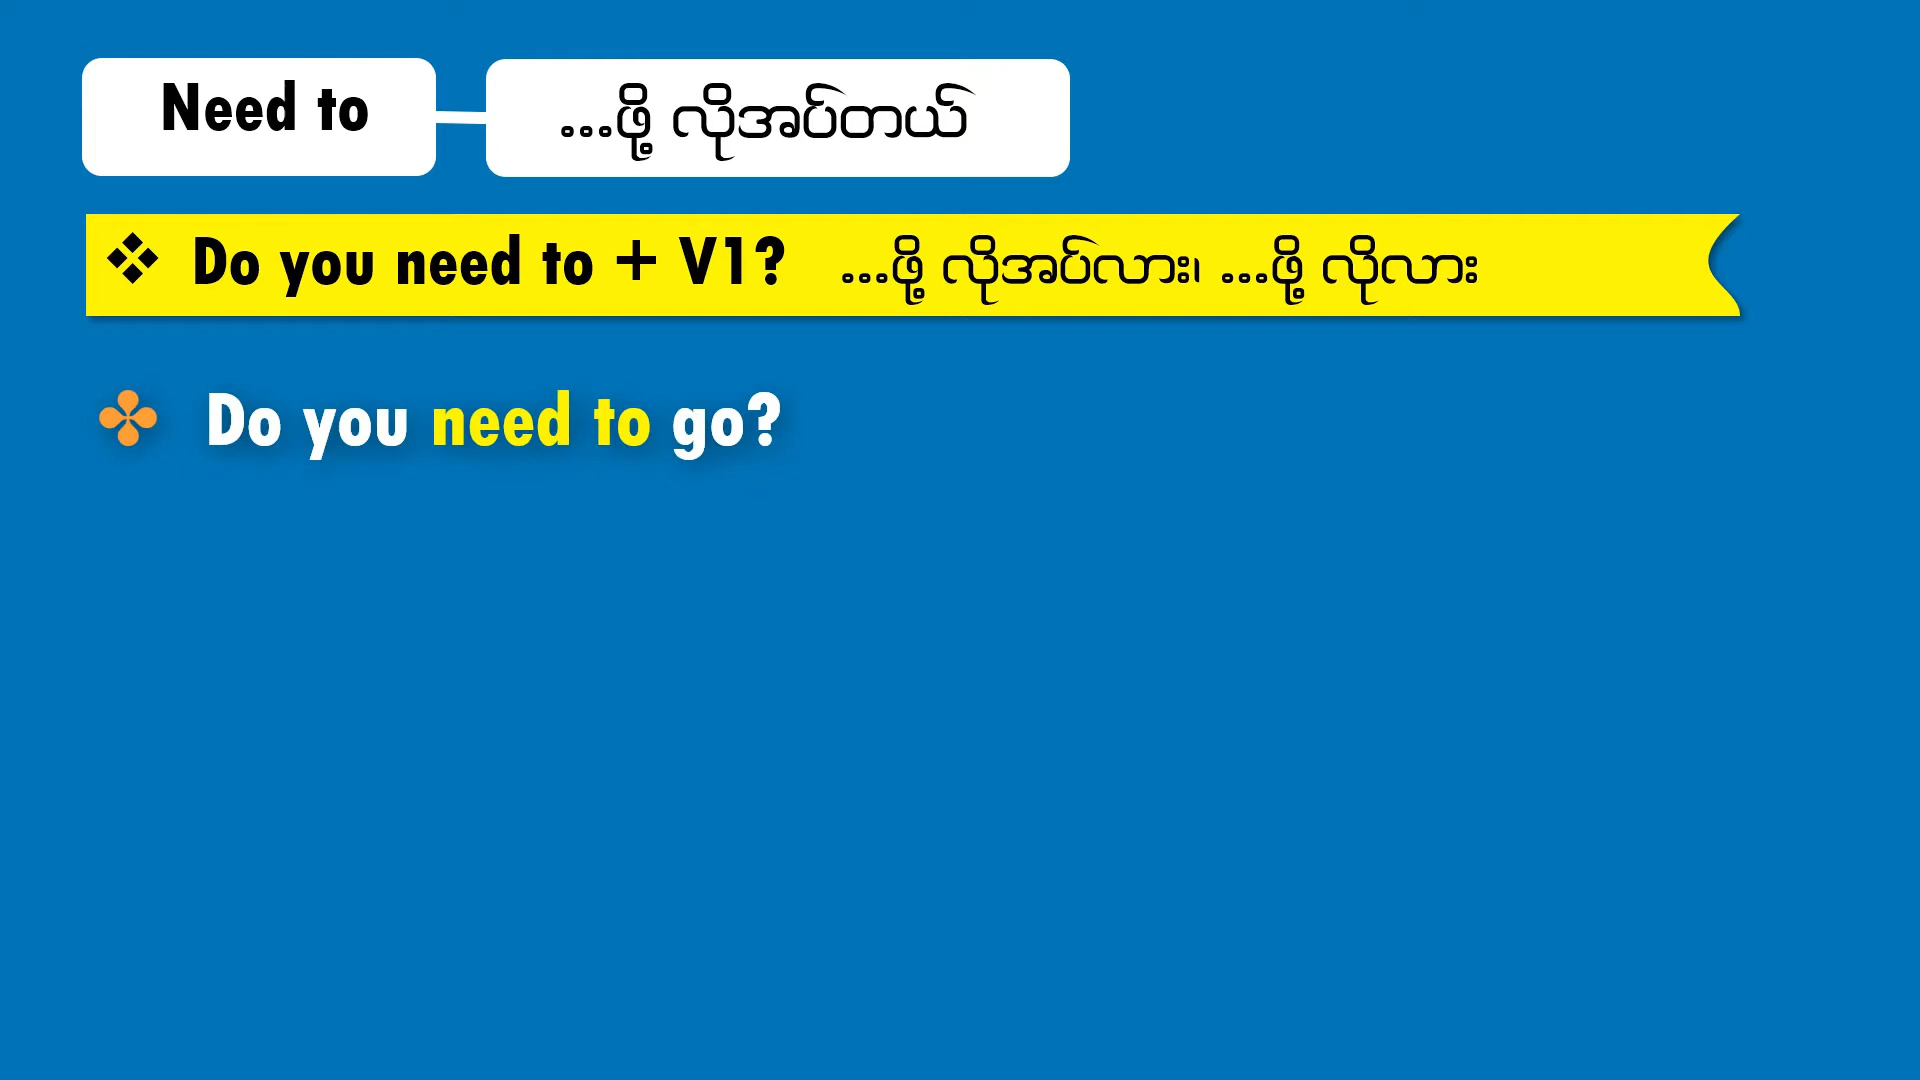 Need to
...ဖို့ လိုအပ်တယ်
Do you need to + V1? ...ဖို့ လိုအပ်လား၊ ...ဖို့ လိုလား
Do you need to go?